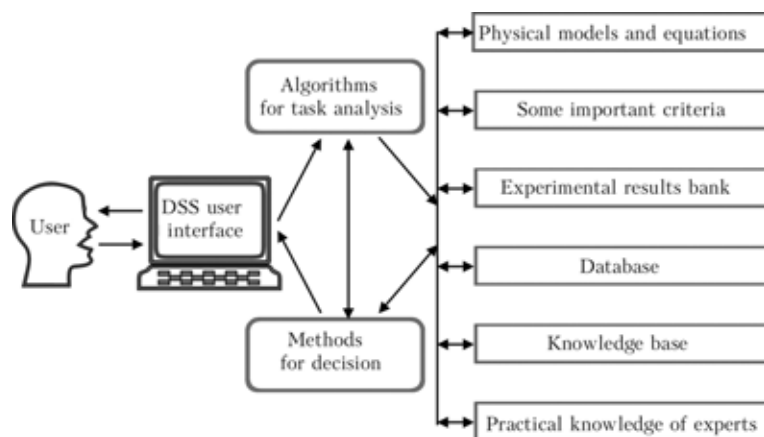 Physical models and equations
Algorithms
for task analysis
Some important criteria
Experimental results bank
User
DSS user
interface
Database
Methods
for decision
Knowledge base
Practical knowledge of experts